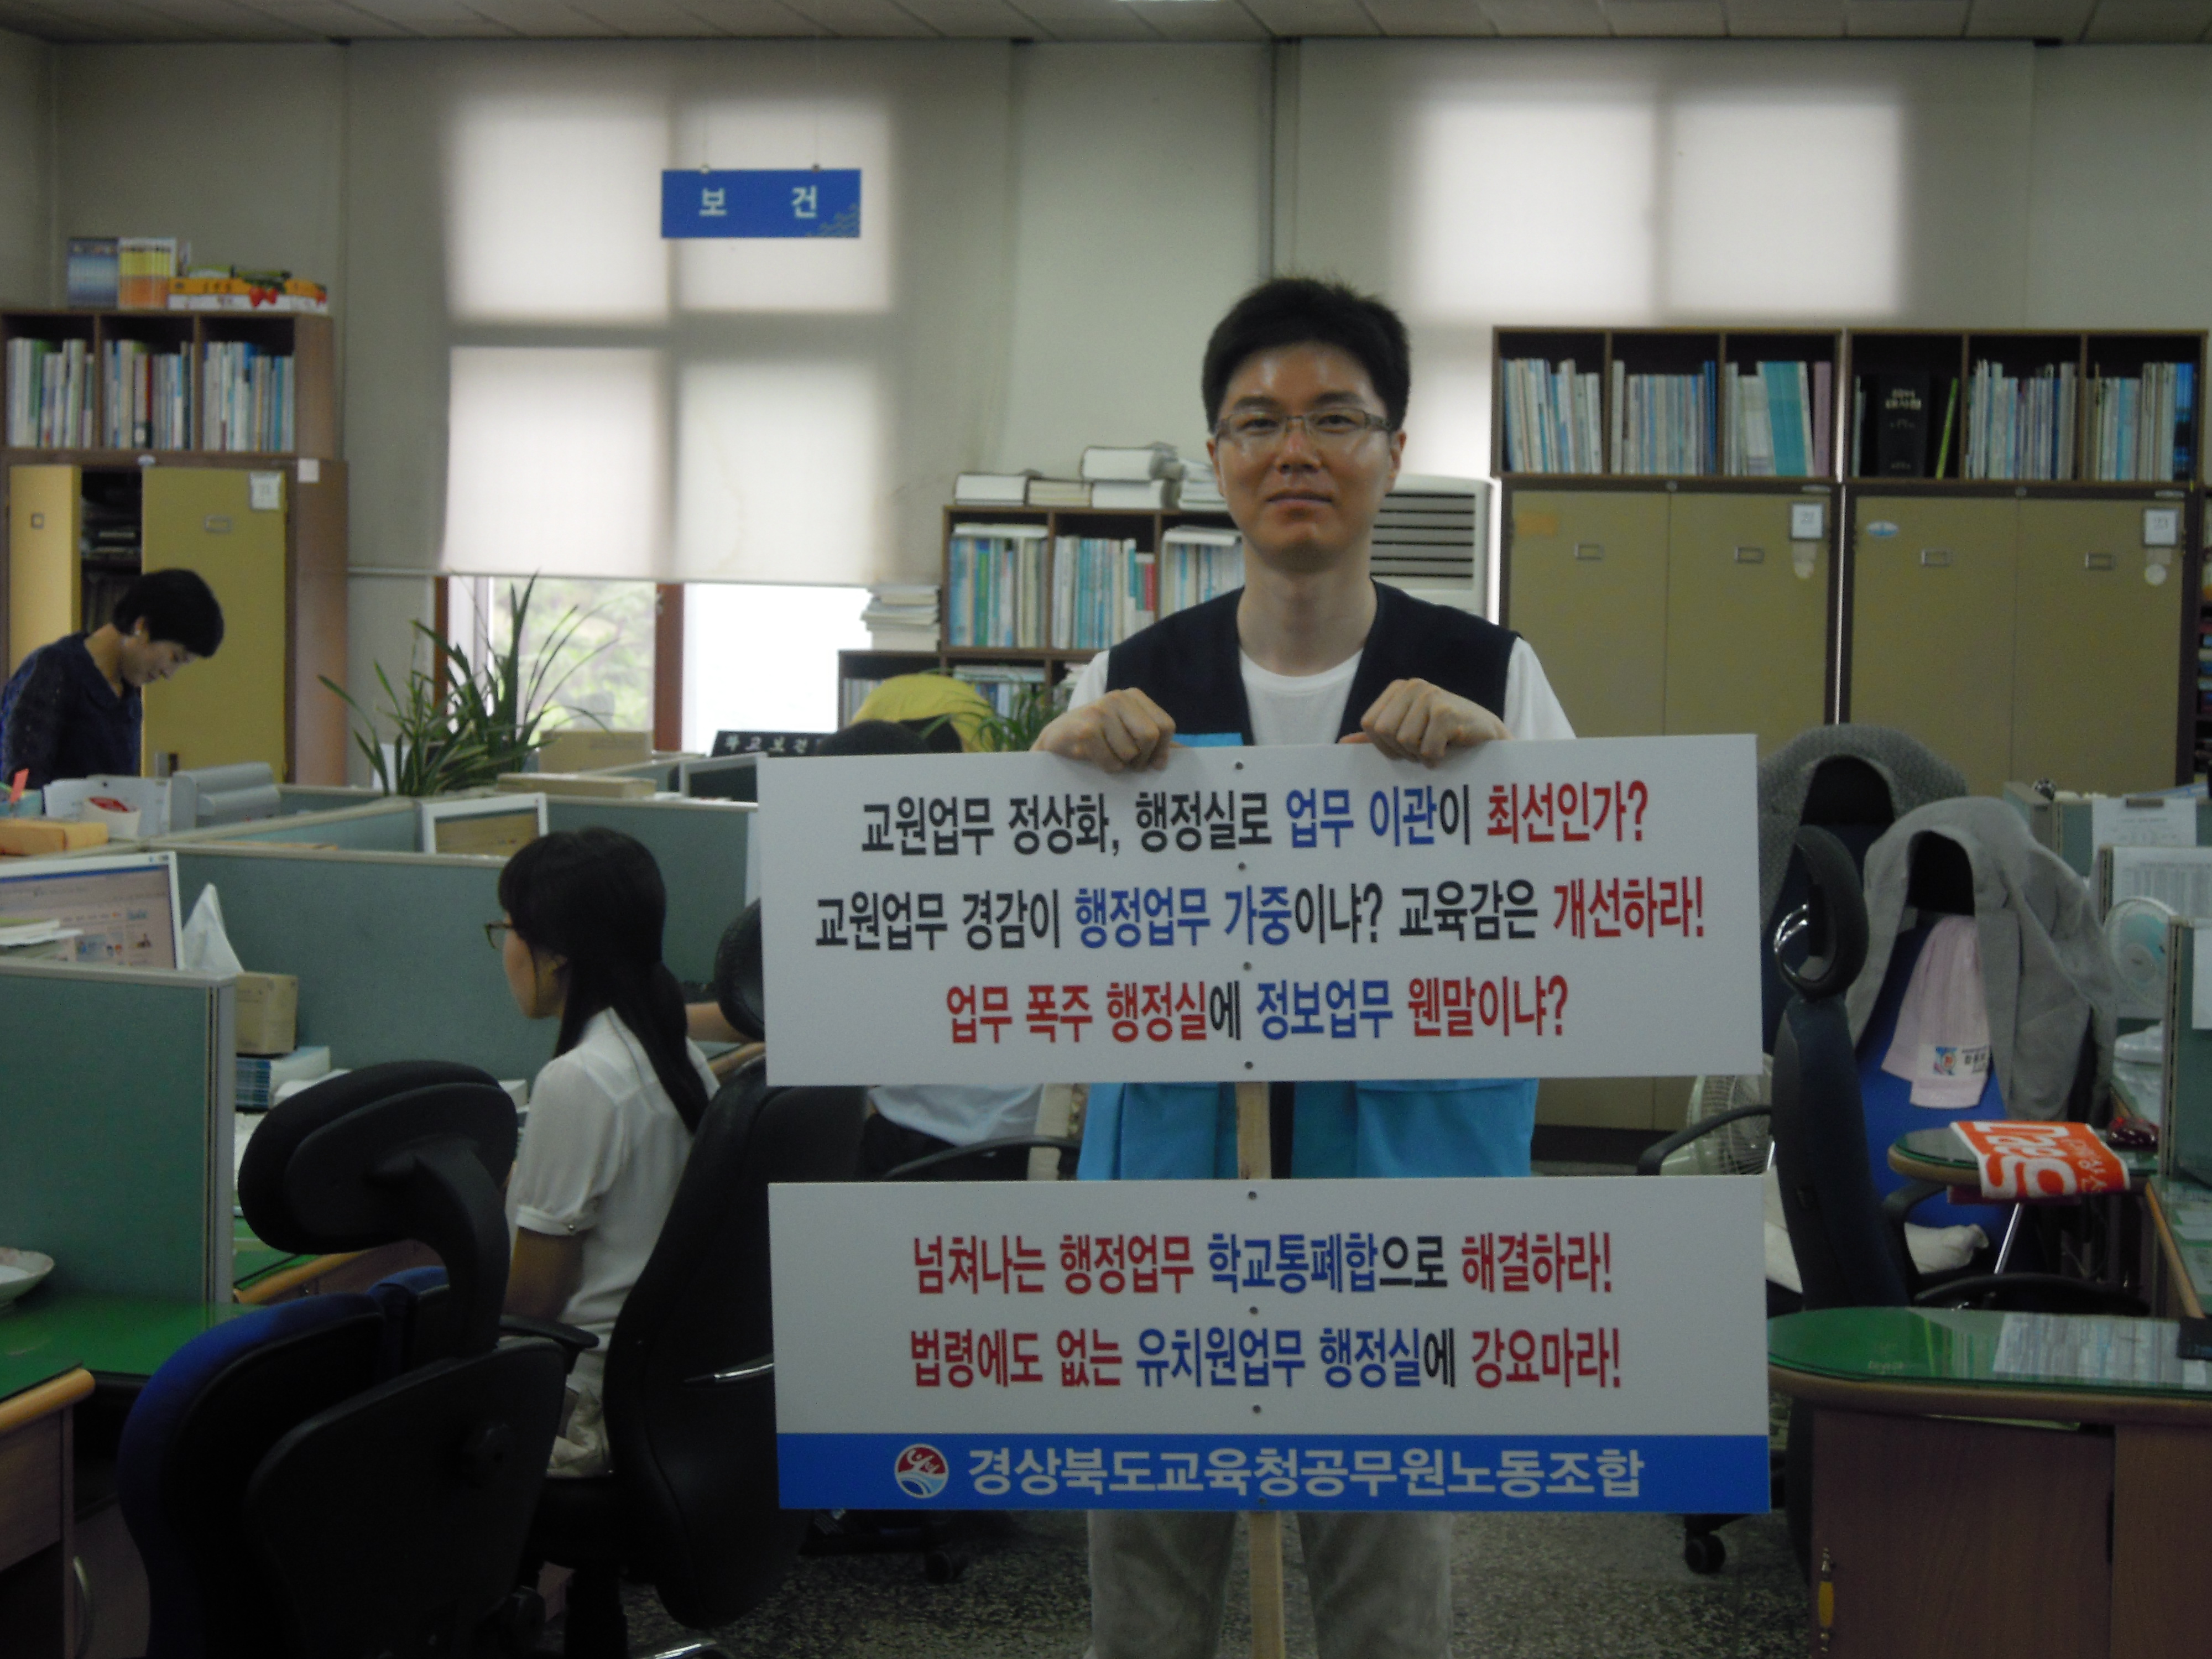 보 건
교원업무 정상화, 행정실로 업무 이관이 최선인가?
교원업무 경감이 행정업무 가중이냐? 교육감은 개선하라!
업무 폭주 행정실에 정보업무 웬말이냐?
넘쳐나는 행정업무 학교통폐합으로 해결하라!
법령에도 없는 유치원업무 행정실에 강요마라!
경상북도교육청공무원노동조합